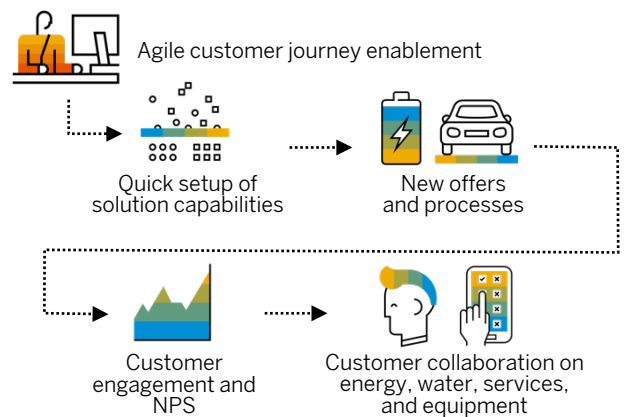 Agile customer journey enablement
Quick setup of
solution capabilities
New offers
and processes
Customer
engagement and
NPS
Customer collaboration on
energy, water, services,
and equipment